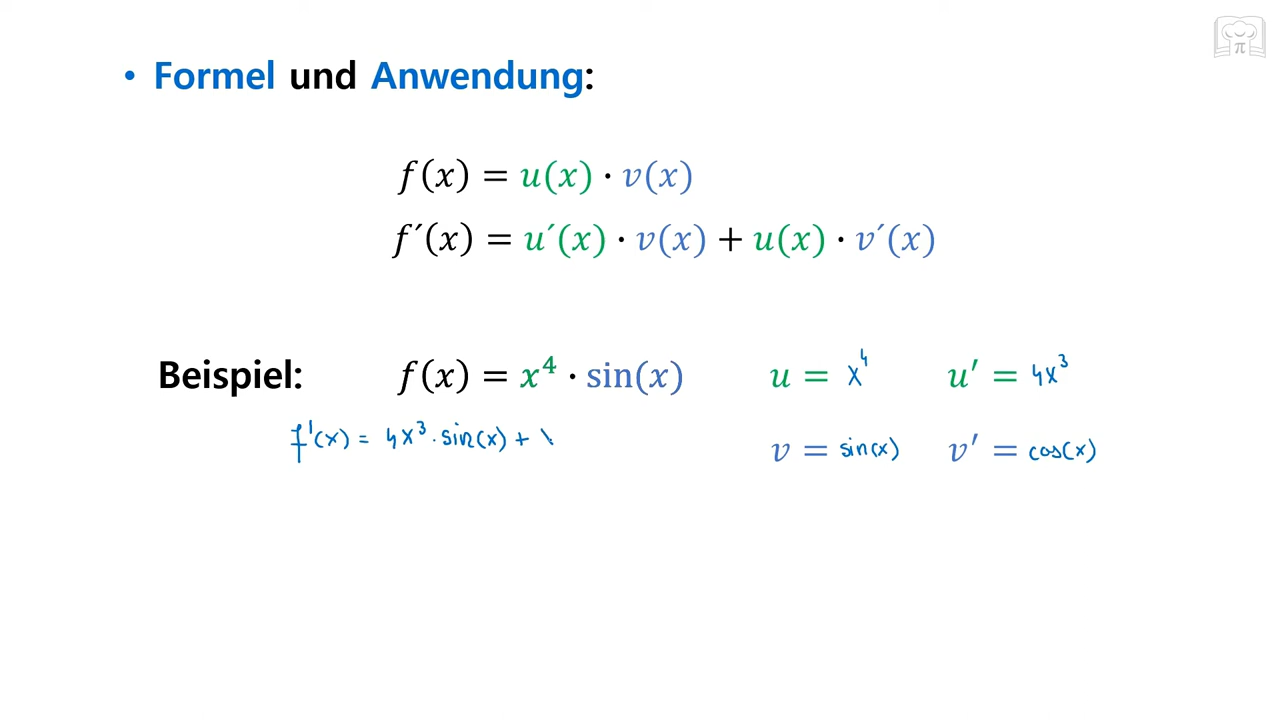 • Formel und Anwendung:
f(x) = u(x) · v(x)
f´(x) = u´(x) · v(x) + u(x) · v´(x)
Beispiel: f(x) = x⁴ · sin(x) u = x⁴ u′ = 4x³
f'(x) = 4x³ · sin(x) + v = sin(x) v′ = cos(x)
π